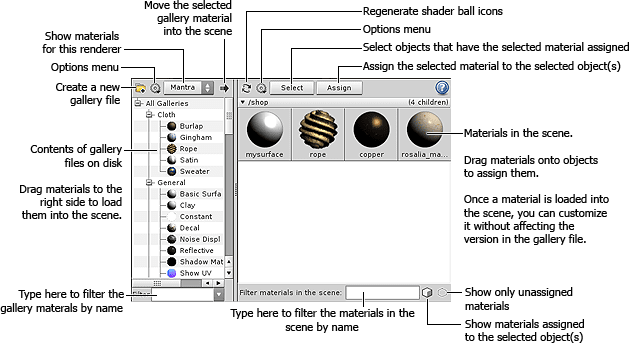 Move the selected
gallery material
into the scene
Regenerate shader ball icons
Options menu
Show materials
for this renderer
Select objects that have the selected material assigned
Options menu
Assign the selected material to the selected object(s)
Create a new
gallery file
Mantra
Select
Assign
All Galleries
/shop
(4 children)
Cloth
Burlap
Gingham
Rope
Satin
Sweater
Contents of gallery
files on disk
mysurface
rope
copper
rosalia_ma...
Materials in the scene.
Drag materials onto objects
to assign them.
General
Basic Surfa
Clay
Constant
Decal
Noise Displ
Reflective
Shadow Mat
Show UV
Drag materials to the
right side to load
them into the scene.
Once a material is loaded into
the scene, you can customize
it without affecting the
version in the gallery file.
Type here to filter the
gallery materals by name
Filter
Filter materials in the scene:
Type here to filter the materials in the
scene by name
Show only unassigned
materials
Show materials assigned
to the selected object(s)